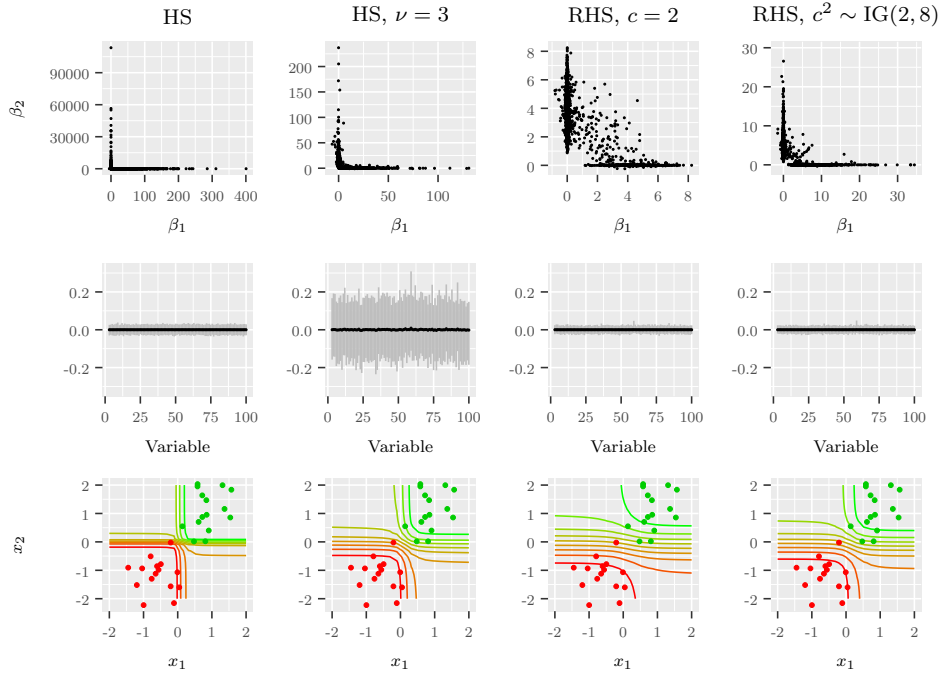 HS
HS, ν = 3
RHS, c = 2
RHS, c² ∼ IG(2, 8)
β₂
90000
60000
30000
0
0 100 200 300 400
β₁
200
150
100
50
0
0 50 100
β₁
8
6
4
2
0
0 2 4 6 8
β₁
30
20
10
0
0 10 20 30
β₁
0.2
0.0
-0.2
0 25 50 75 100
Variable
0.2
0.0
-0.2
0 25 50 75 100
Variable
0.2
0.0
-0.2
0 25 50 75 100
Variable
0.2
0.0
-0.2
0 25 50 75 100
Variable
x₂
2
1
0
-1
-2
-2 -1 0 1 2
x₁
2
1
0
-1
-2
-2 -1 0 1 2
x₁
2
1
0
-1
-2
-2 -1 0 1 2
x₁
2
1
0
-1
-2
-2 -1 0 1 2
x₁